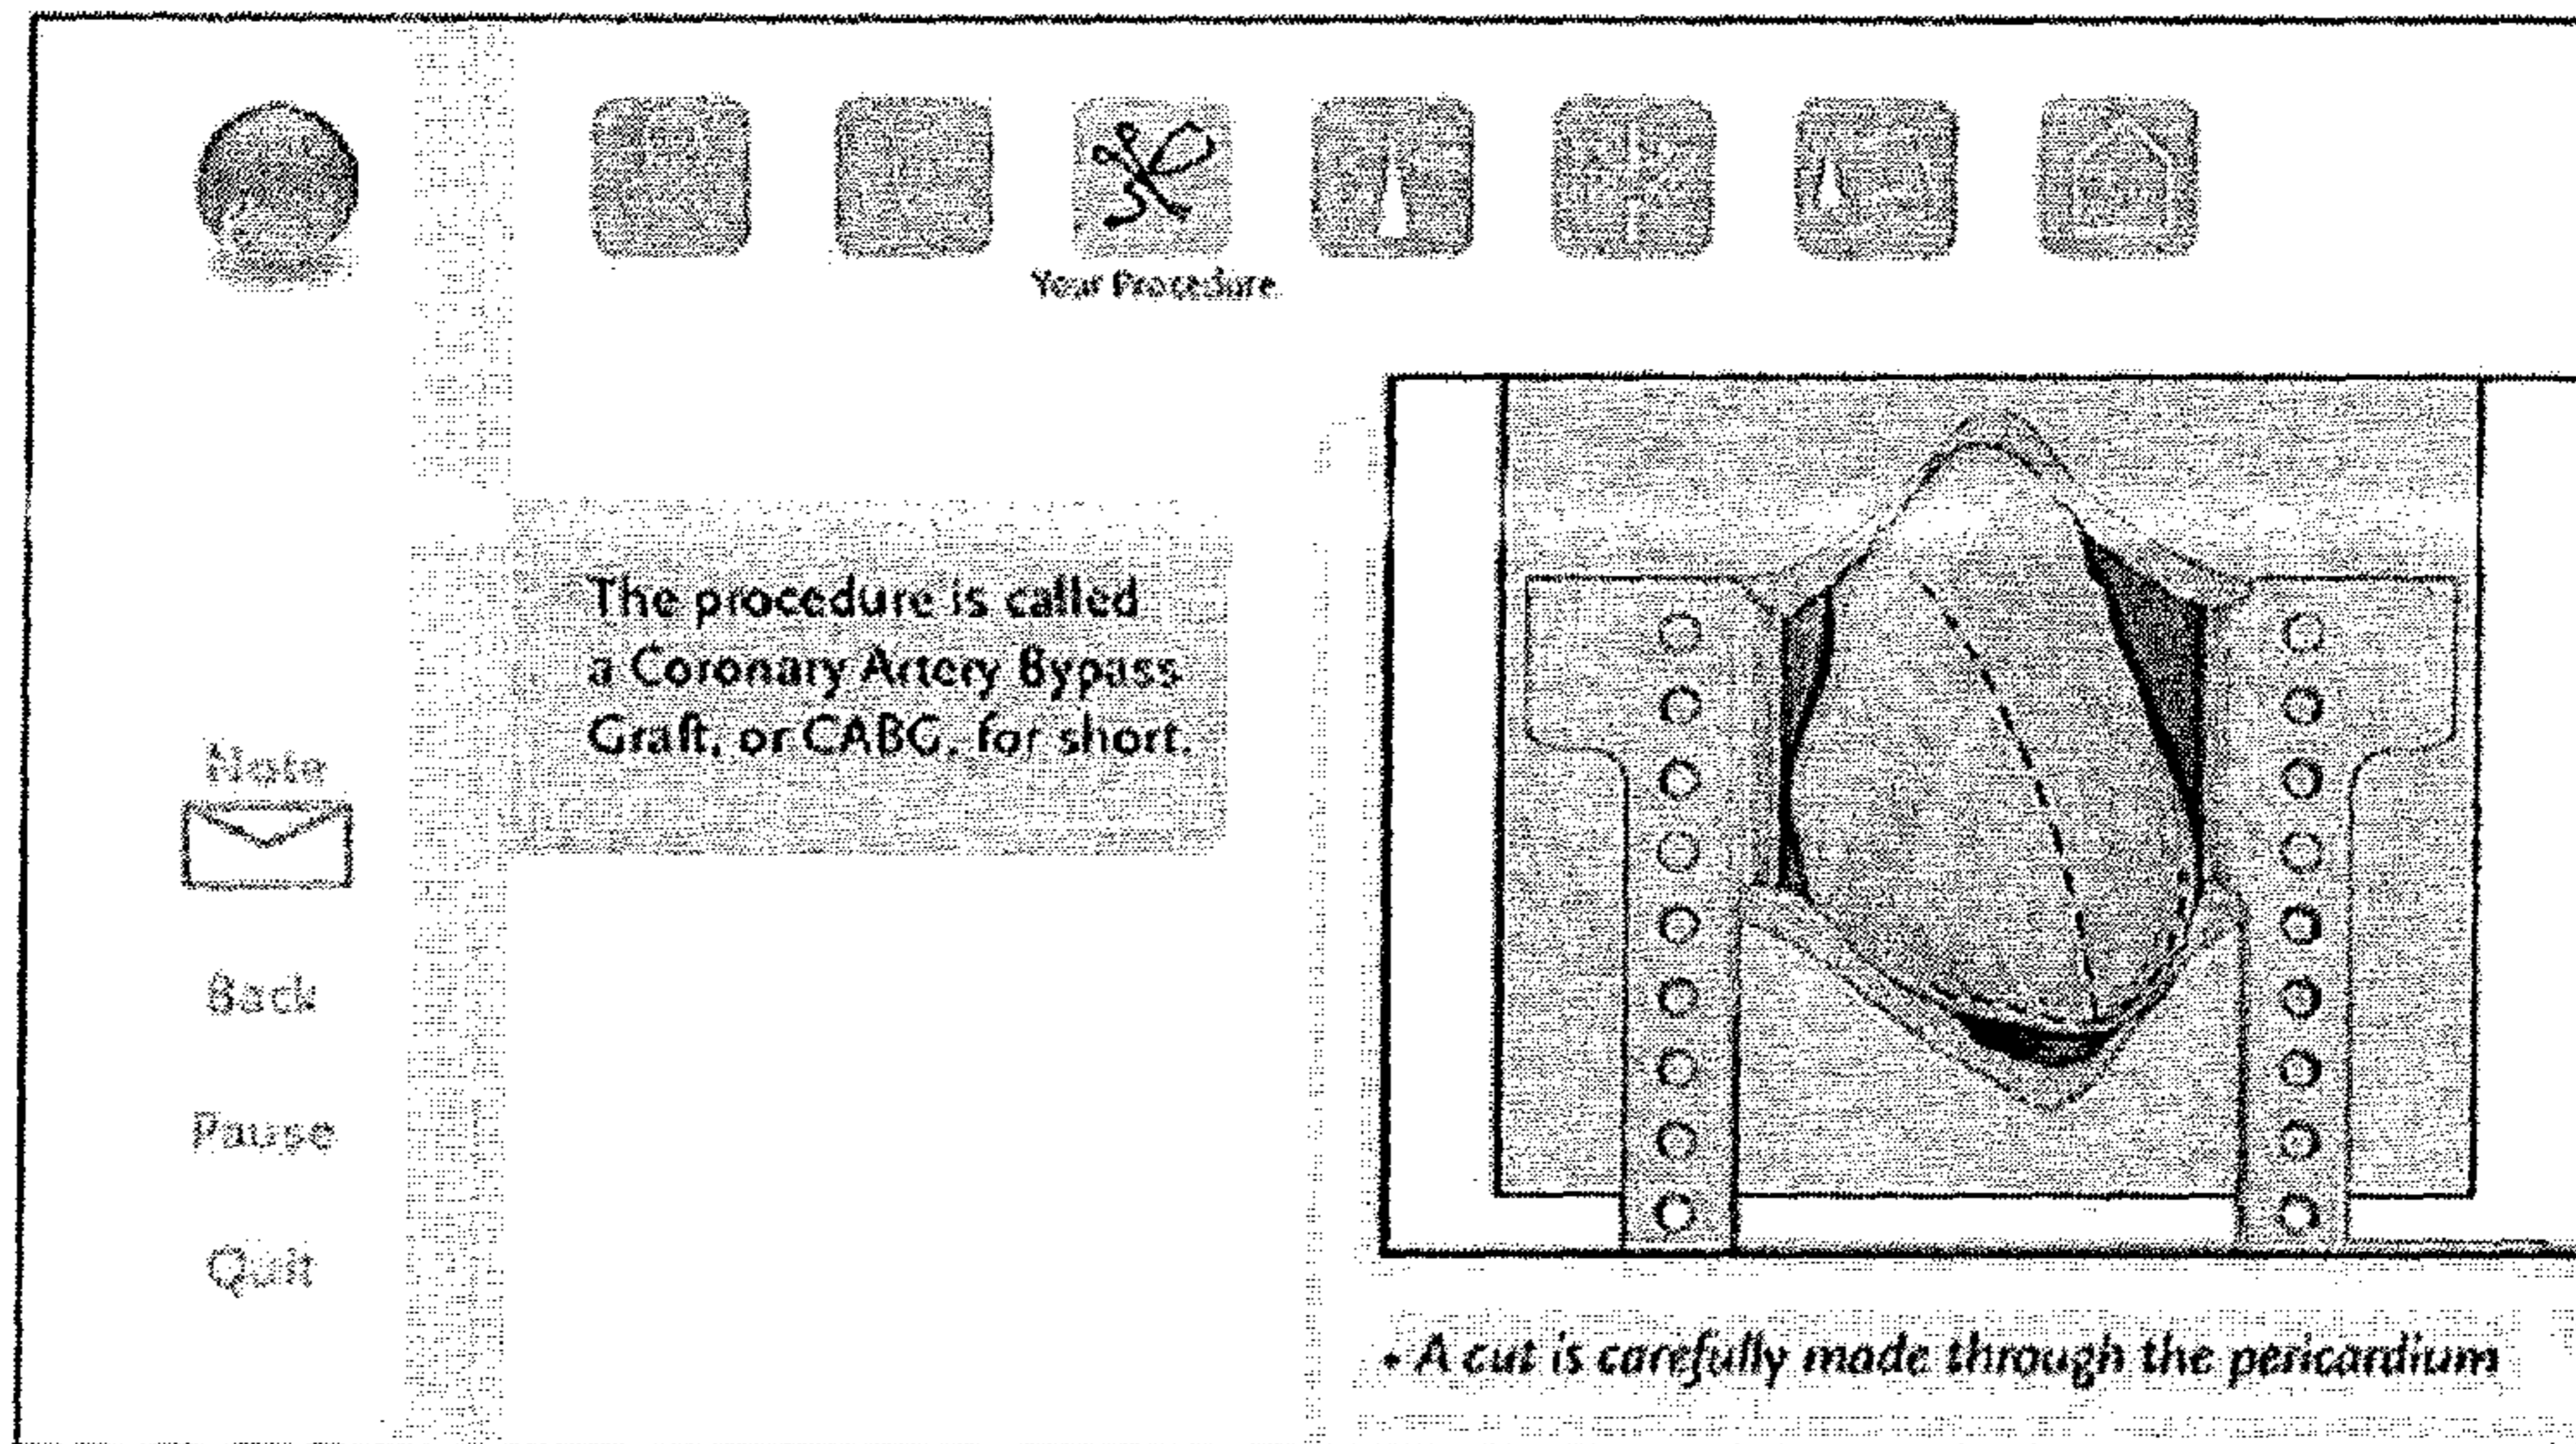 Your Procedure
The procedure is called
a Coronary Artery Bypass
Graft, or CABG, for short.
Note
Back
Pause
Quit
• A cut is carefully made through the pericardium